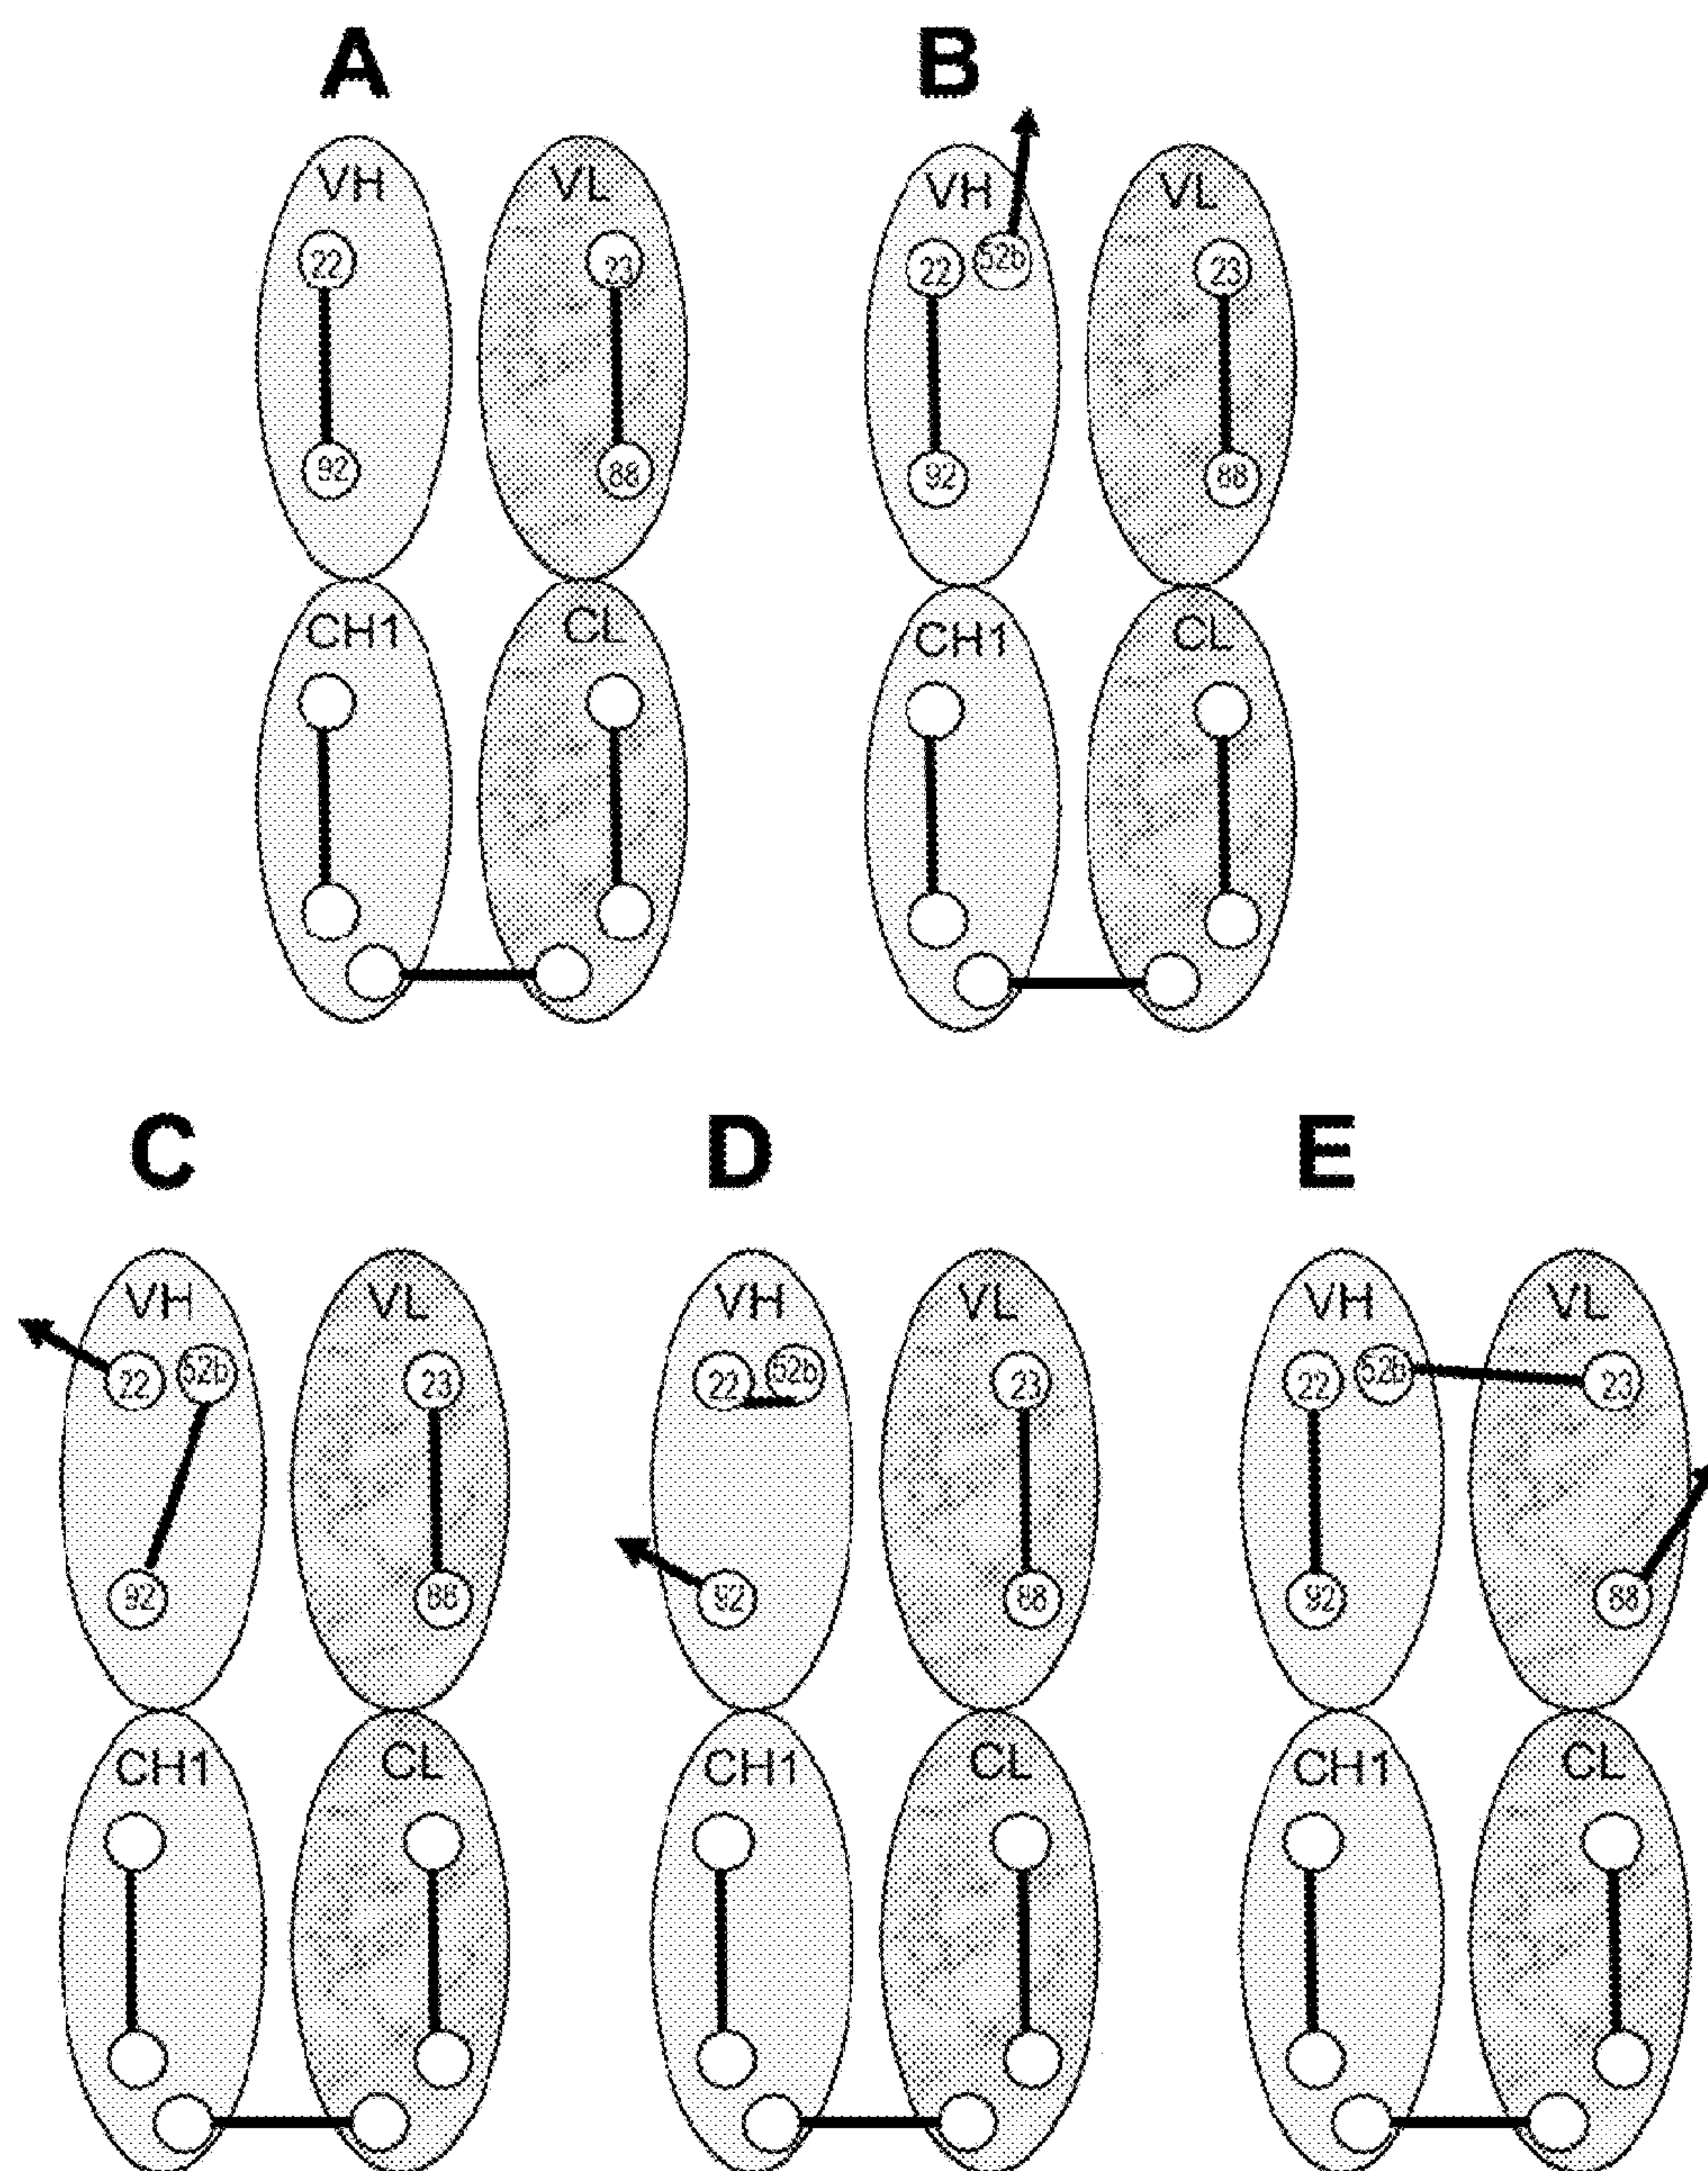 A B
VH VL VH VL
22 23 22 52b 23
92 88 92 88
CH1 CL CH1 CL
C D E
VH VL VH VL VH VL
22 52b 23 22 52b 23 22 52b 23
92 88 92 88 92 88
CH1 CL CH1 CL CH1 CL